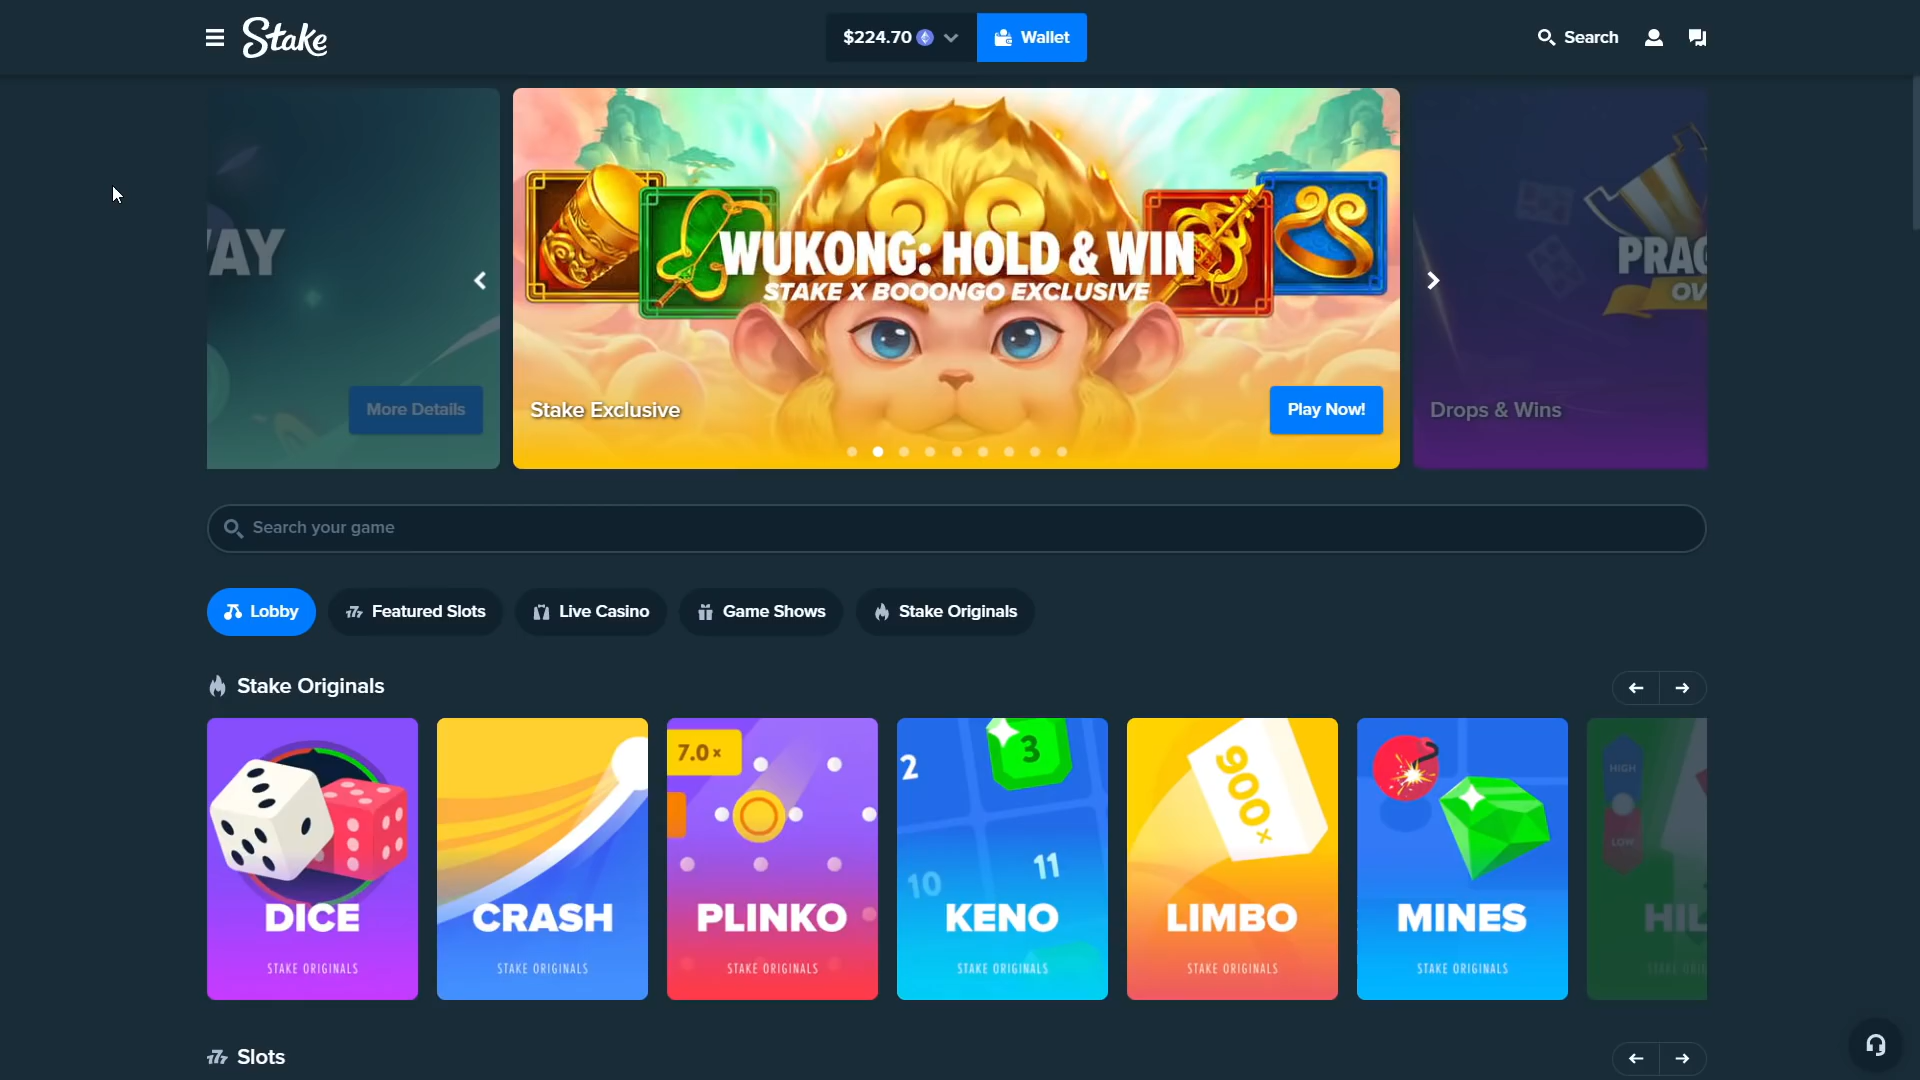 Stake
$224.70
Wallet
Search
AY
More Details
WUKONG: HOLD & WIN
STAKE X BOOONGO EXCLUSIVE
Stake Exclusive
Play Now!
PRAG
OV
Drops & Wins
Search your game
Lobby
Featured Slots
Live Casino
Game Shows
Stake Originals
Stake Originals
DICE
STAKE ORIGINALS
CRASH
STAKE ORIGINALS
7.0×
PLINKO
STAKE ORIGINALS
2
3
10
11
KENO
STAKE ORIGINALS
900×
LIMBO
STAKE ORIGINALS
MINES
STAKE ORIGINALS
HIGH
LOW
HIL
STAKE ORI
Slots